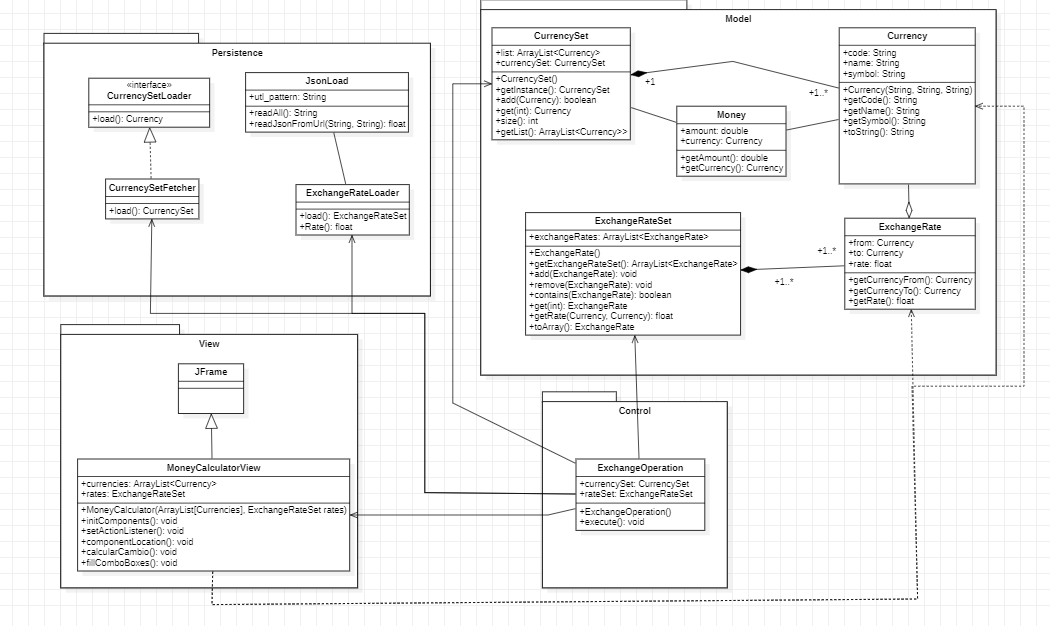 Persistence
«interface»
CurrencySetLoader
+load(): Currency
JsonLoad
+utl_pattern: String
+readAll(): String
+readJsonFromUrl(String, String): float
CurrencySetFetcher
+load(): CurrencySet
ExchangeRateLoader
+load(): ExchangeRateSet
+Rate(): float
Model
CurrencySet
+list: ArrayList<Currency>
+currencySet: CurrencySet
+CurrencySet()
+getInstance(): CurrencySet
+add(Currency): boolean
+get(int): Currency
+size(): int
+getList(): ArrayList<Currency>>
+1
+1..*
Currency
+code: String
+name: String
+symbol: String
+Currency(String, String, String)
+getCode(): String
+getName(): String
+getSymbol(): String
+toString(): String
Money
+amount: double
+currency: Currency
+getAmount(): double
+getCurrency(): Currency
ExchangeRateSet
+exchangeRates: ArrayList<ExchangeRate>
+ExchangeRate()
+getExchangeRateSet(): ArrayList<ExchangeRate>
+add(ExchangeRate): void
+remove(ExchangeRate): void
+contains(ExchangeRate): boolean
+get(int): ExchangeRate
+getRate(Currency, Currency): float
+toArray(): ExchangeRate
+1..*
+1..*
ExchangeRate
+from: Currency
+to: Currency
+rate: float
+getCurrencyFrom(): Currency
+getCurrencyTo(): Currency
+getRate(): float
View
JFrame
MoneyCalculatorView
+currencies: ArrayList<Currency>
+rates: ExchangeRateSet
+MoneyCalculator(ArrayList[Currencies], ExchangeRateSet rates)
+initComponents(): void
+setActionListener(): void
+componentLocation(): void
+calcularCambio(): void
+fillComboBoxes(): void
Control
ExchangeOperation
+currencySet: CurrencySet
+rateSet: ExchangeRateSet
+ExchangeOperation()
+execute(): void